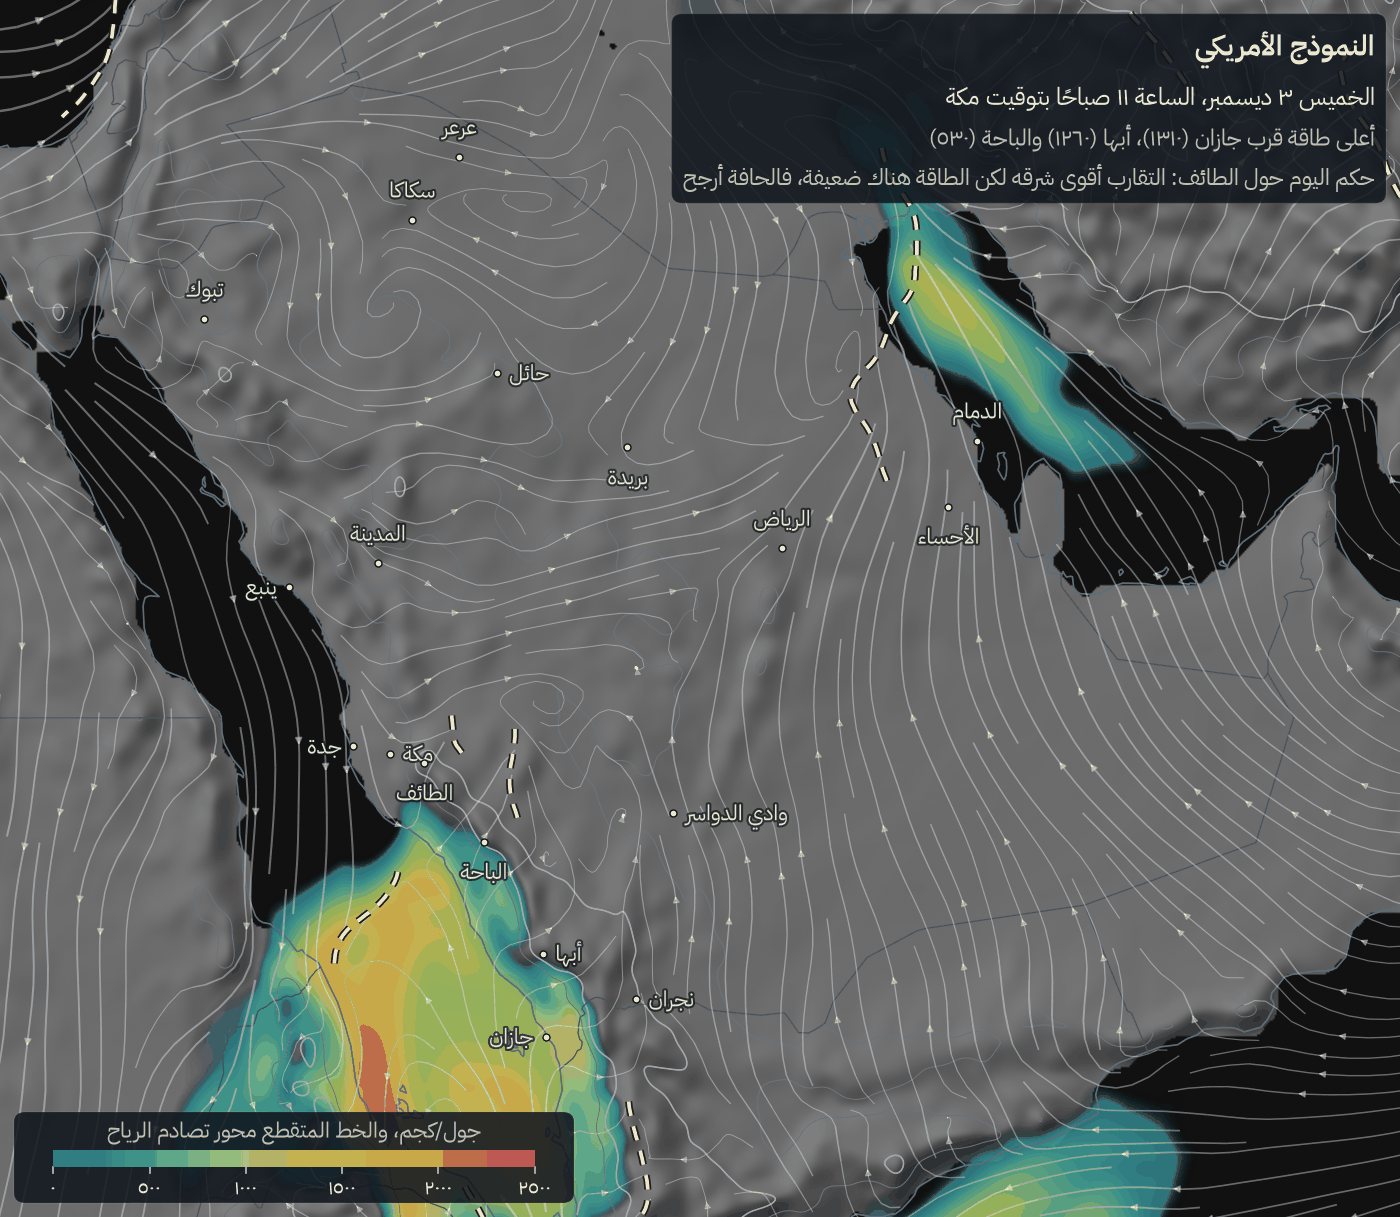 النموذج الأمريكي
الخميس ٣ ديسمبر، الساعة ١١ صباحًا بتوقيت مكة
أعلى طاقة قرب جازان (١٣١٠)، أبها (١٢٦٠) والباحة (٥٣٠)
حكم اليوم حول الطائف: التقارب أقوى شرقه لكن الطاقة هناك ضعيفة، فالحافة أرجح
عرعر
سكاكا
تبوك
حائل
الدمام
بريدة
الرياض
الأحساء
المدينة
ينبع
جدة
مكة
الطائف
وادي الدواسر
الباحة
أبها
نجران
جازان
جول/كجم، والخط المتقطع محور تصادم الرياح
٠ ٥٠٠ ١٠٠٠ ١٥٠٠ ٢٠٠٠ ٢٥٠٠